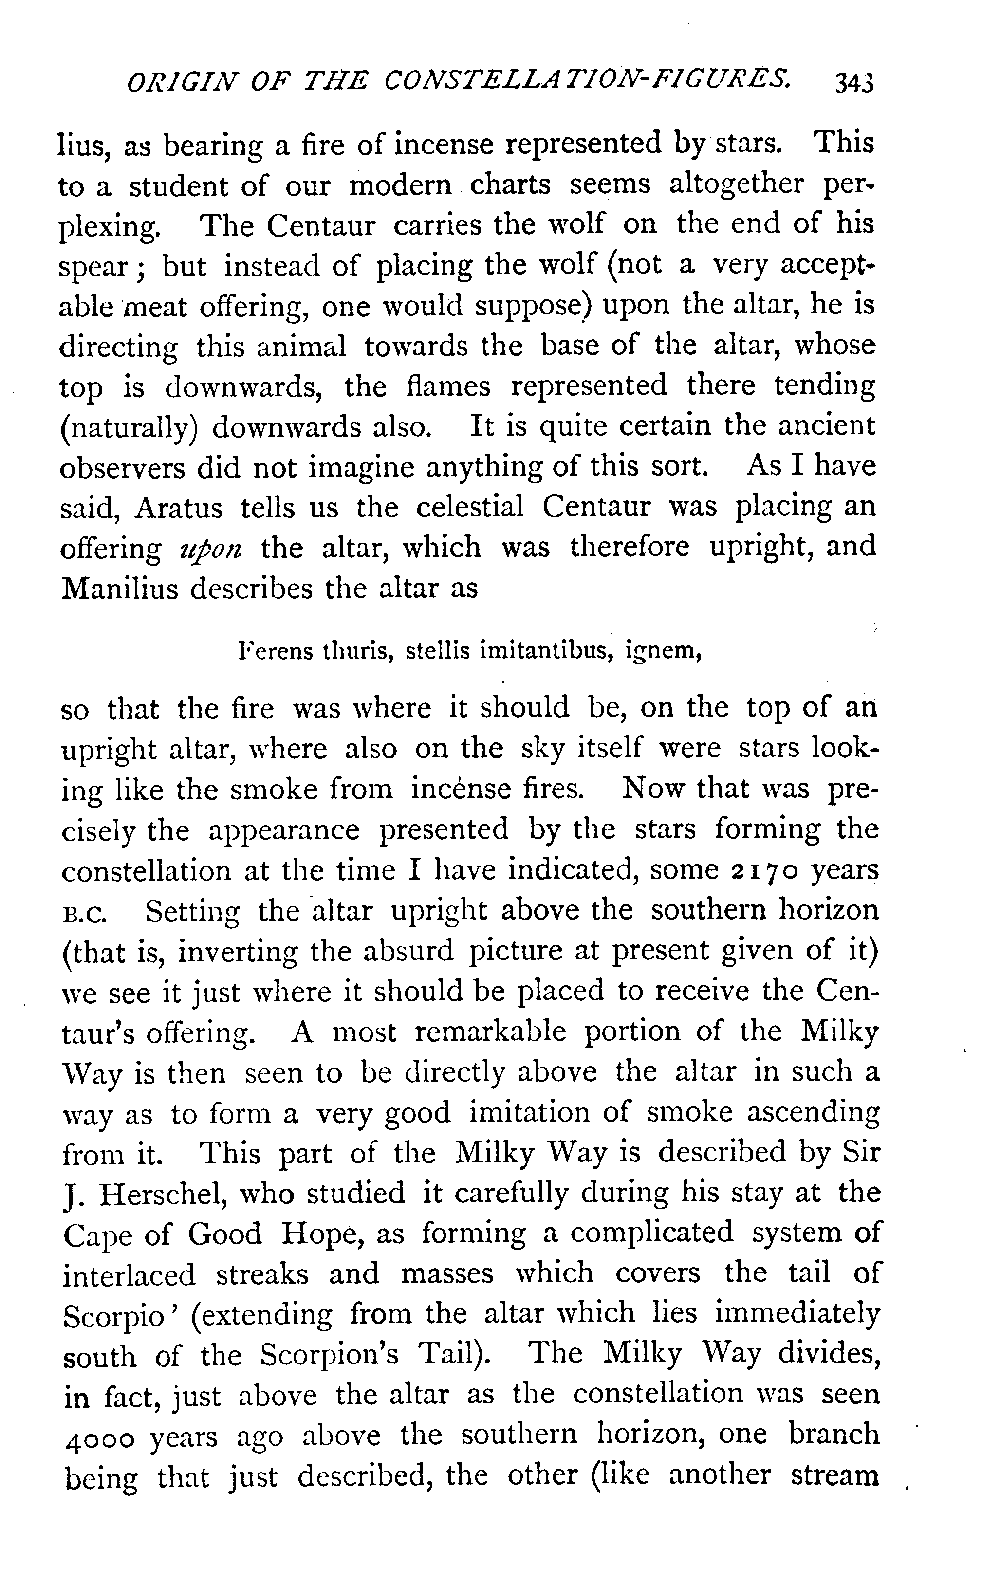 ORIGIN OF THE CONSTELLATION-FIGURES. 343
lius, as bearing a fire of incense represented by stars. This
to a student of our modern charts seems altogether per-
plexing. The Centaur carries the wolf on the end of his
spear; but instead of placing the wolf (not a very accept-
able meat offering, one would suppose) upon the altar, he is
directing this animal towards the base of the altar, whose
top is downwards, the flames represented there tending
(naturally) downwards also. It is quite certain the ancient
observers did not imagine anything of this sort. As I have
said, Aratus tells us the celestial Centaur was placing an
offering upon the altar, which was therefore upright, and
Manilius describes the altar as
Ferens thuris, stellis imitantibus, ignem,
so that the fire was where it should be, on the top of an
upright altar, where also on the sky itself were stars look-
ing like the smoke from incense fires. Now that was pre-
cisely the appearance presented by the stars forming the
constellation at the time I have indicated, some 2170 years
B.C. Setting the altar upright above the southern horizon
(that is, inverting the absurd picture at present given of it)
we see it just where it should be placed to receive the Cen-
taur's offering. A most remarkable portion of the Milky
Way is then seen to be directly above the altar in such a
way as to form a very good imitation of smoke ascending
from it. This part of the Milky Way is described by Sir
J. Herschel, who studied it carefully during his stay at the
Cape of Good Hope, as forming a complicated system of
interlaced streaks and masses which covers the tail of
Scorpio' (extending from the altar which lies immediately
south of the Scorpion's Tail). The Milky Way divides,
in fact, just above the altar as the constellation was seen
4000 years ago above the southern horizon, one branch
being that just described, the other (like another stream